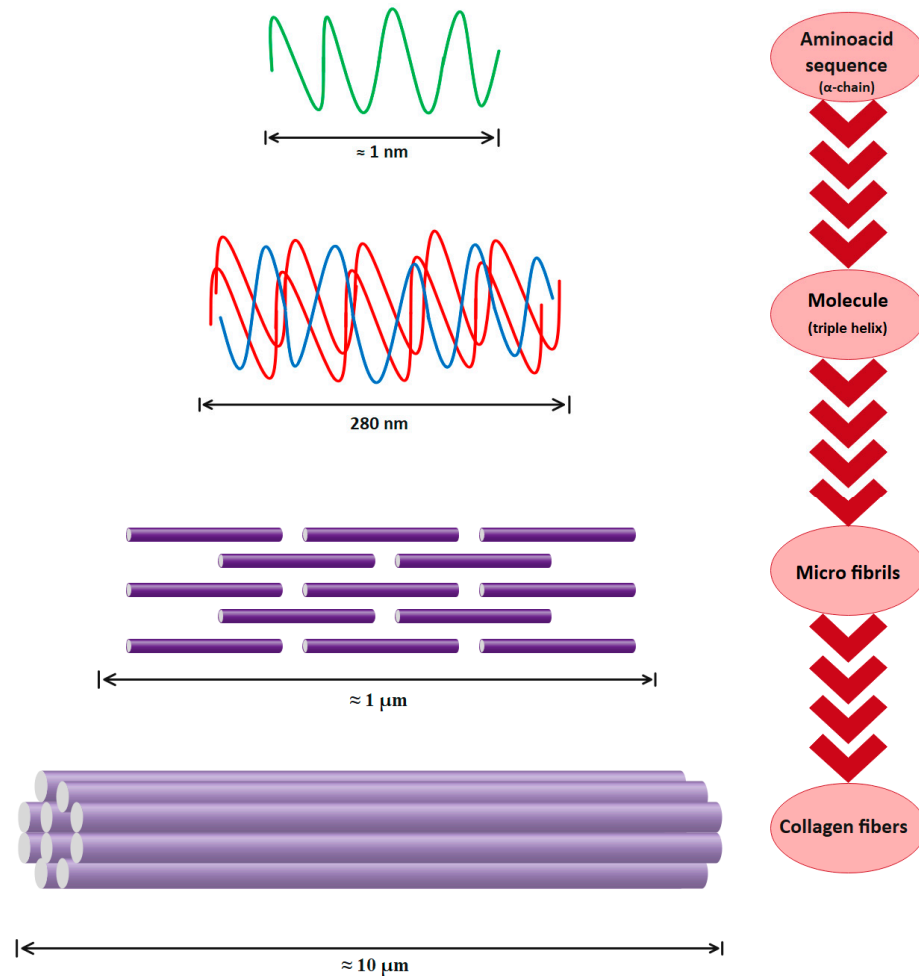 Aminoacid
sequence
(α-chain)
≈ 1 nm
Molecule
(triple helix)
280 nm
Micro fibrils
≈ 1 μm
Collagen fibers
≈ 10 μm